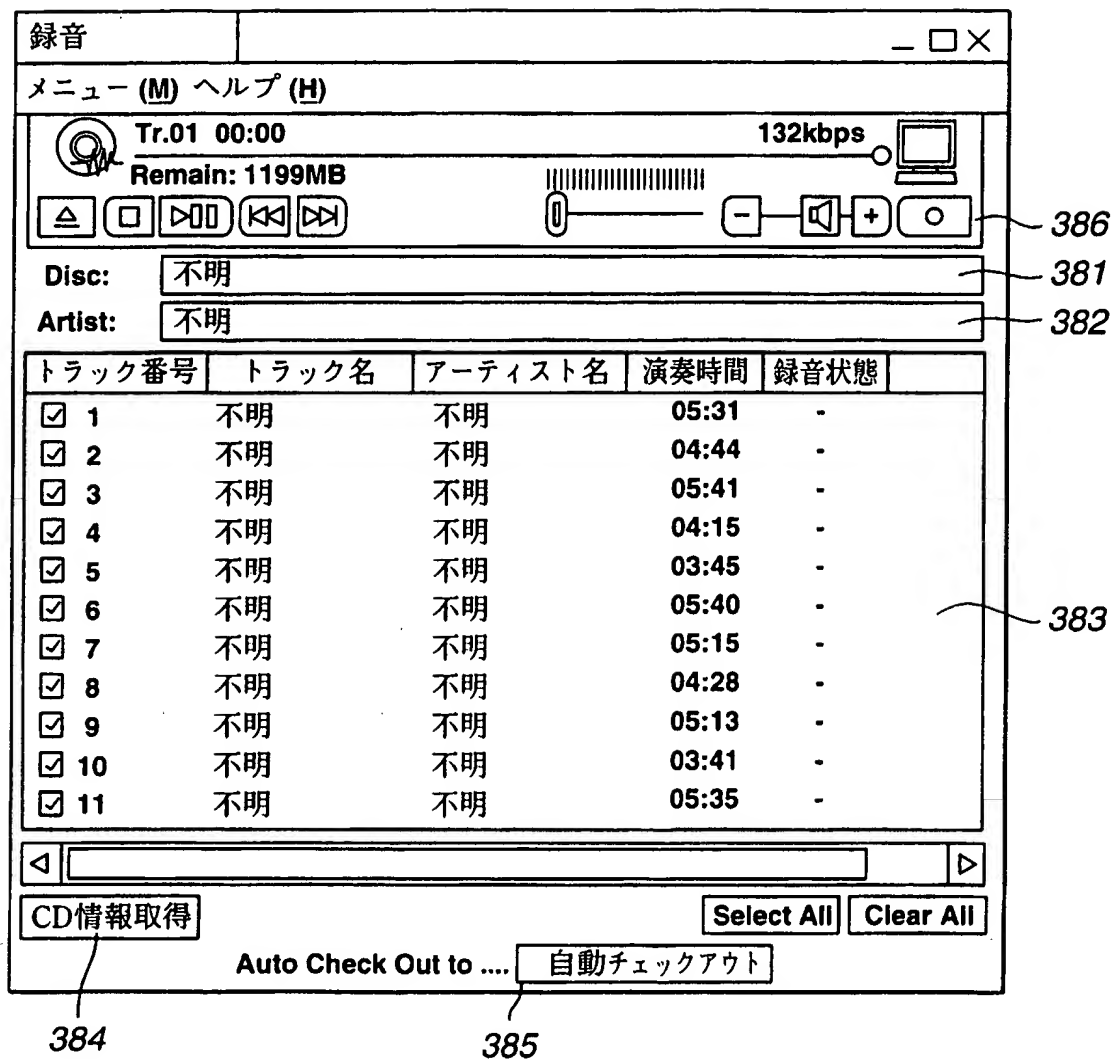 録音
メニュー (M) ヘルプ (H)
Tr.01 00:00 132kbps
Remain: 1199MB
386
Disc: 不明 381
Artist: 不明 382
トラック番号 トラック名 アーティスト名 演奏時間 録音状態
1 不明 不明 05:31 -
2 不明 不明 04:44 -
3 不明 不明 05:41 -
4 不明 不明 04:15 -
5 不明 不明 03:45 -
6 不明 不明 05:40 -
383
7 不明 不明 05:15 -
8 不明 不明 04:28 -
9 不明 不明 05:13 -
10 不明 不明 03:41 -
11 不明 不明 05:35 -
CD情報取得 Select All Clear All
Auto Check Out to .... 自動チェックアウト
384 385